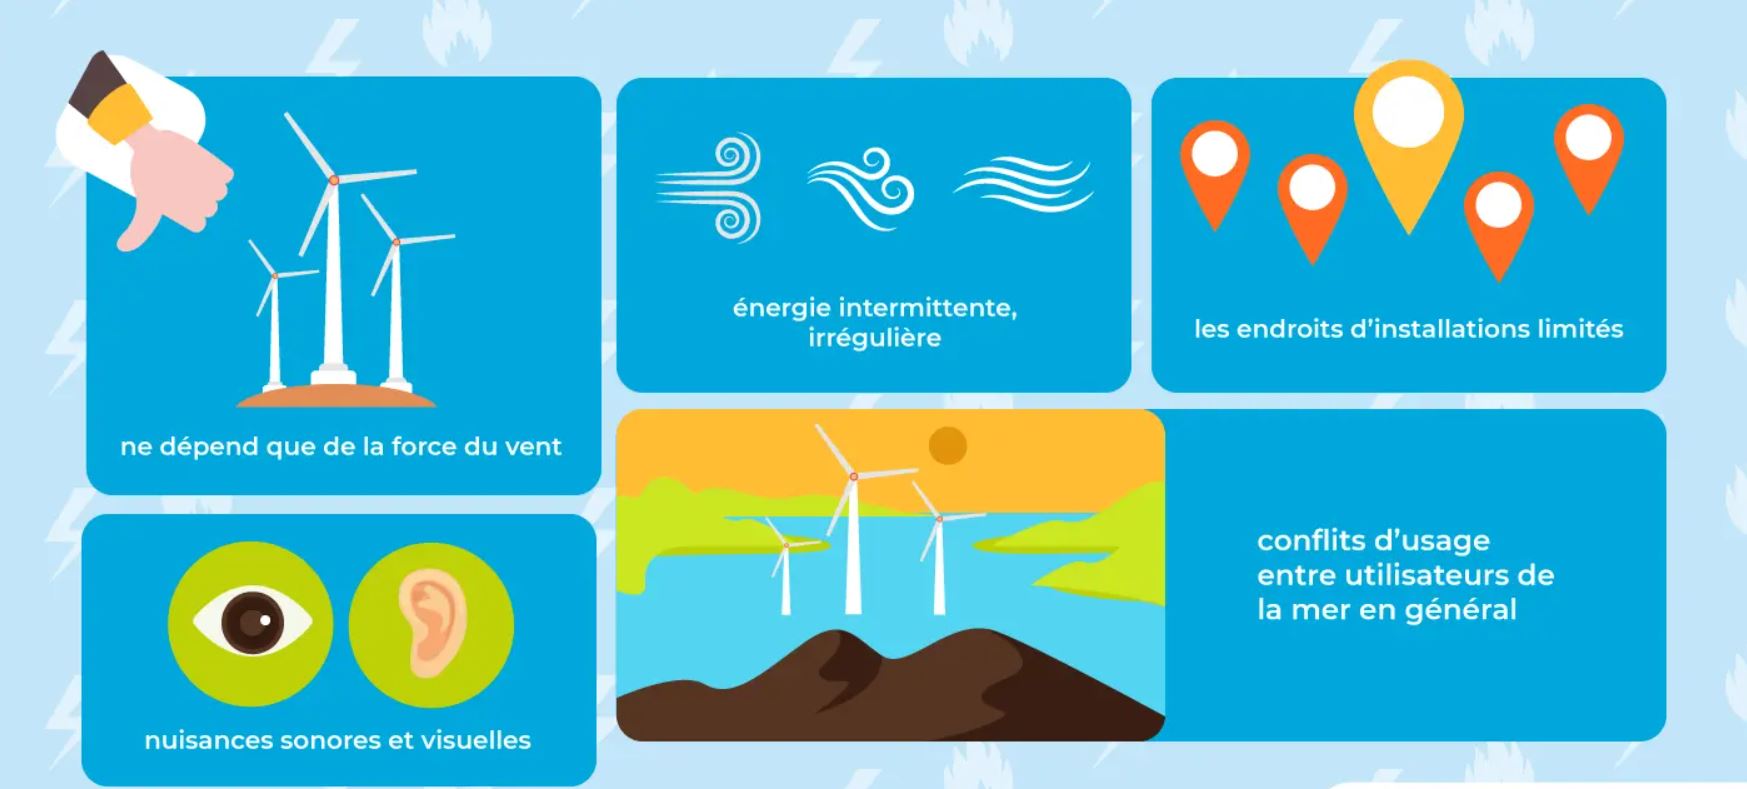 ne dépend que de la force du vent
énergie intermittente,
irrégulière
les endroits d’installations limités
nuisances sonores et visuelles
conflits d’usage
entre utilisateurs de
la mer en général